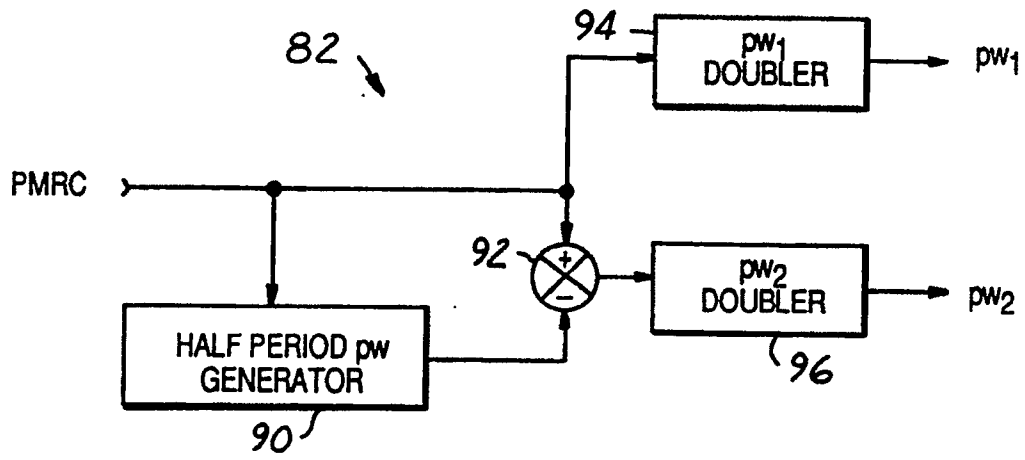 82
94
pw1
DOUBLER
pw1
PMRC
92
+
−
pw2
DOUBLER
pw2
96
HALF PERIOD pw
GENERATOR
90